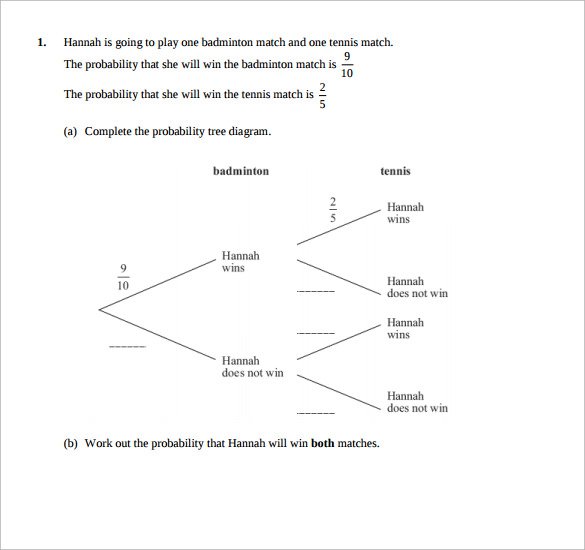 1. Hannah is going to play one badminton match and one tennis match.
The probability that she will win the badminton match is 9/10
The probability that she will win the tennis match is 2/5
(a) Complete the probability tree diagram.
badminton tennis
2/5
Hannah
wins
Hannah
wins
9/10
Hannah
does not win
Hannah
wins
Hannah
does not win
Hannah
does not win
(b) Work out the probability that Hannah will win both matches.